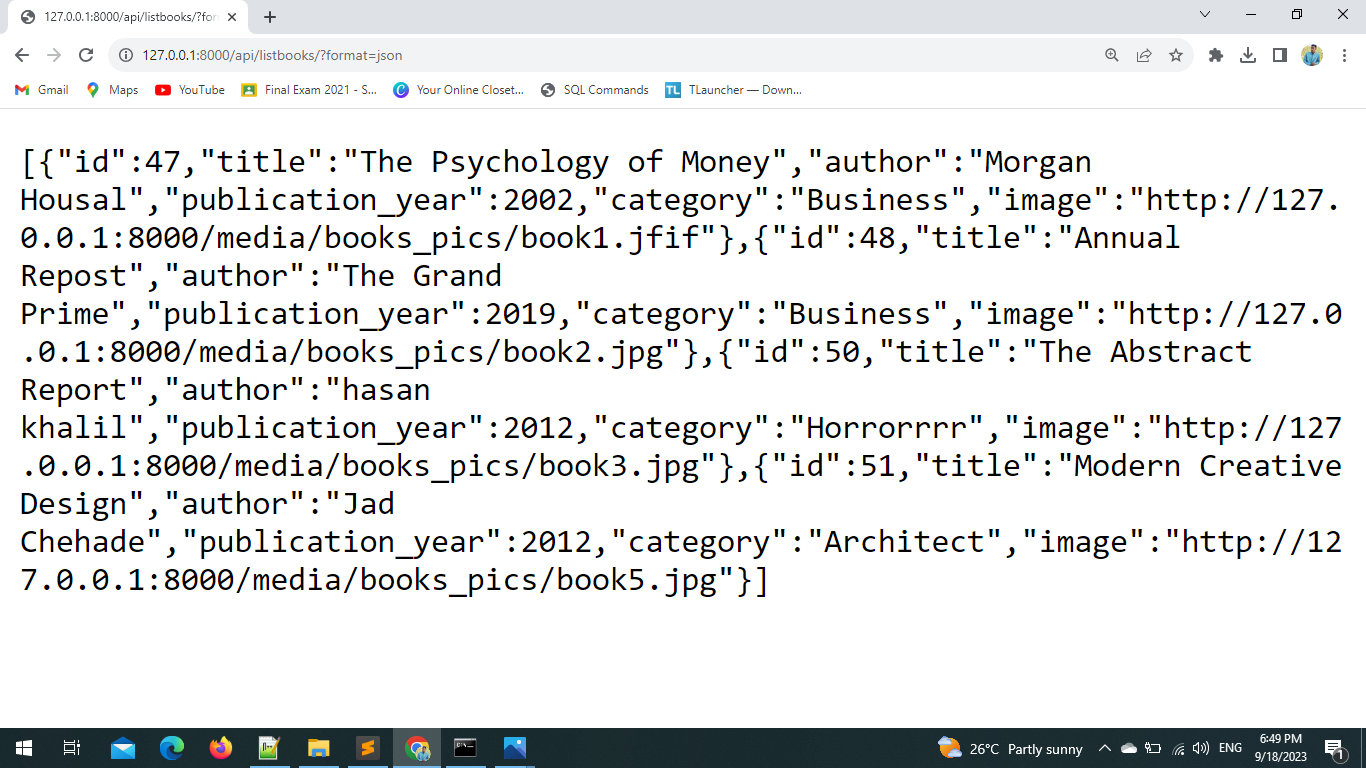 127.0.0.1:8000/api/listbooks/?for
127.0.0.1:8000/api/listbooks/?format=json
Gmail Maps YouTube Final Exam 2021 - S... Your Online Closet... SQL Commands TL TLauncher — Down...
[{"id":47,"title":"The Psychology of Money","author":"Morgan
Housal","publication_year":2002,"category":"Business","image":"http://127.
0.0.1:8000/media/books_pics/book1.jfif"},{"id":48,"title":"Annual
Repost","author":"The Grand
Prime","publication_year":2019,"category":"Business","image":"http://127.0
.0.1:8000/media/books_pics/book2.jpg"},{"id":50,"title":"The Abstract
Report","author":"hasan
khalil","publication_year":2012,"category":"Horrorrrr","image":"http://127
.0.0.1:8000/media/books_pics/book3.jpg"},{"id":51,"title":"Modern Creative
Design","author":"Jad
Chehade","publication_year":2012,"category":"Architect","image":"http://12
7.0.0.1:8000/media/books_pics/book5.jpg"}]
26°C Partly sunny ENG
6:49 PM
9/18/2023
1